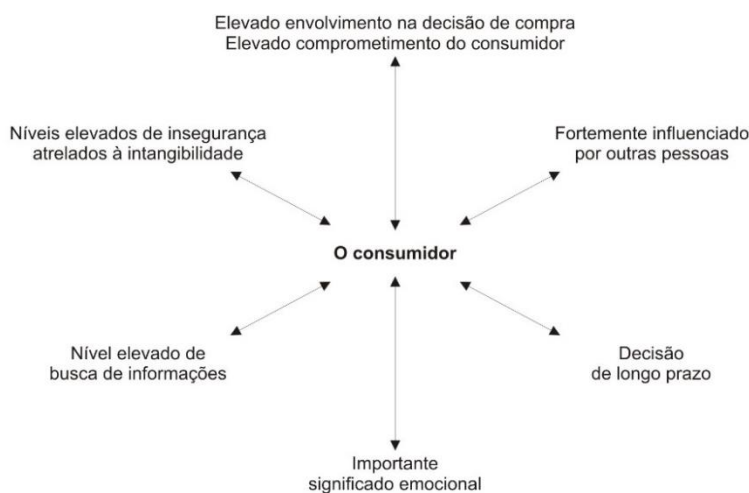 Elevado envolvimento na decisão de compra
Elevado comprometimento do consumidor
Níveis elevados de insegurança
atrelados à intangibilidade
Fortemente influenciado
por outras pessoas
O consumidor
Nível elevado de
busca de informações
Decisão
de longo prazo
Importante
significado emocional